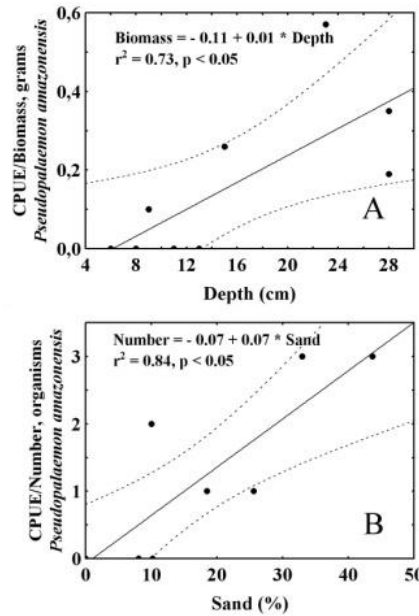 0,6
Biomass = - 0.11 + 0.01 * Depth
r² = 0.73, p < 0.05
0,4
0,2
0,0
CPUE/Biomass, grams
Pseudopalaemon amazonensis
A
4 8 12 16 20 24 28
Depth (cm)
Number = - 0.07 + 0.07 * Sand
r² = 0.84, p < 0.05
3
2
1
0
CPUE/Number, organisms
Pseudopalaemon amazonensis
B
0 10 20 30 40 50
Sand (%)